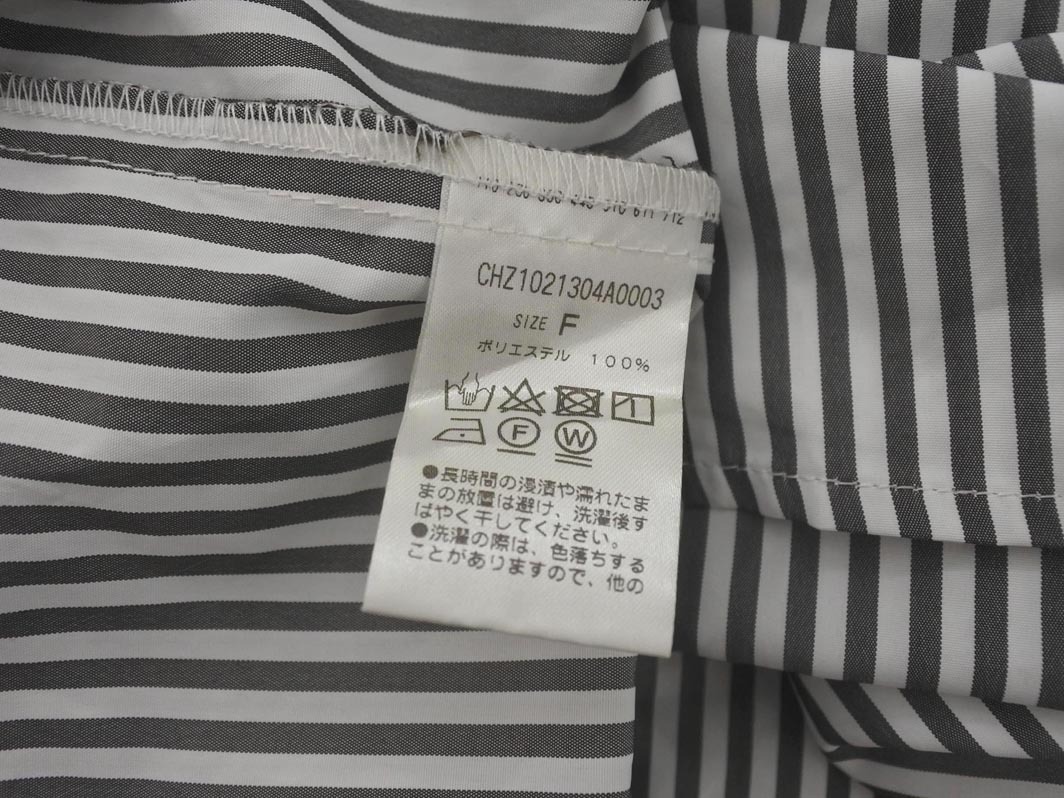 CHZ1021304A0003
SIZE F
ポリエステル 100%
F W
●長時間の浸漬や濡れたま
まの放置は避け、洗濯後す
ばやく干してください。
●洗濯の際は、色落ちする
ことがありますので、他の